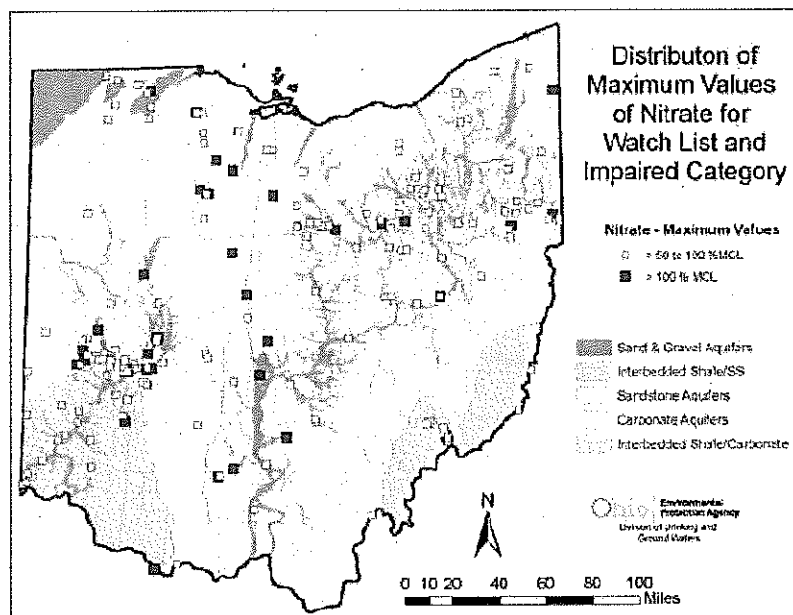 Distributon of
Maximum Values
of Nitrate for
Watch List and
Impaired Category
Nitrate - Maximum Values
> 50 to 100 % MCL
> 100 % MCL
Sand & Gravel Aquifers
Interbedded Shale/SS
Sandstone Aquifers
Carbonate Aquifers
Interbedded Shale/Carbonate
Ohio
Environmental
Protection Agency
Division of Drinking and
Ground Waters
N
0 10 20 40 60 80 100
Miles